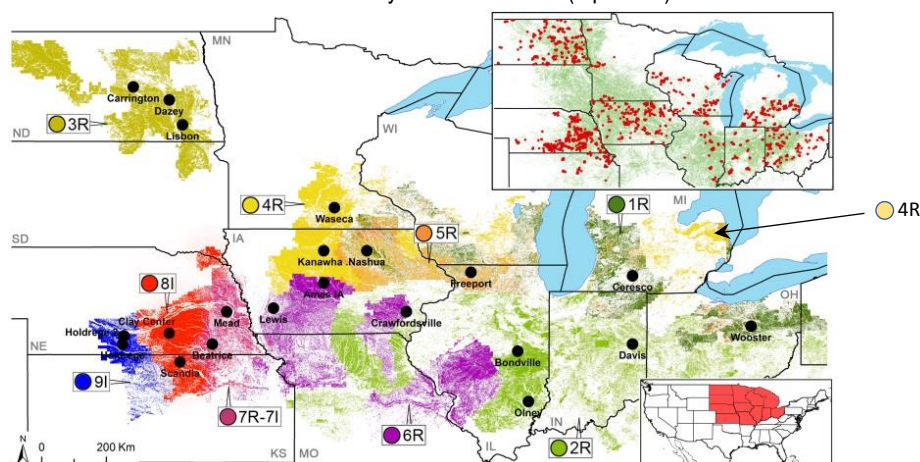 MN
Carrington
Dazey
3R
Lisbon
ND
WI
4R
Waseca
1R
MI
4R
5R
SD
IA
Kanawha .Nashua
8I
Freeport
Ceresco
Ames IA
OH
Clay Center
Mead
Lewis
Crawfordsville
Wooster
Beatrice
Bondville
Davis
NE
Scandia
9I
Olney
7R-7I
6R
IN
2R
N
0 200 Km
KS MO
IL